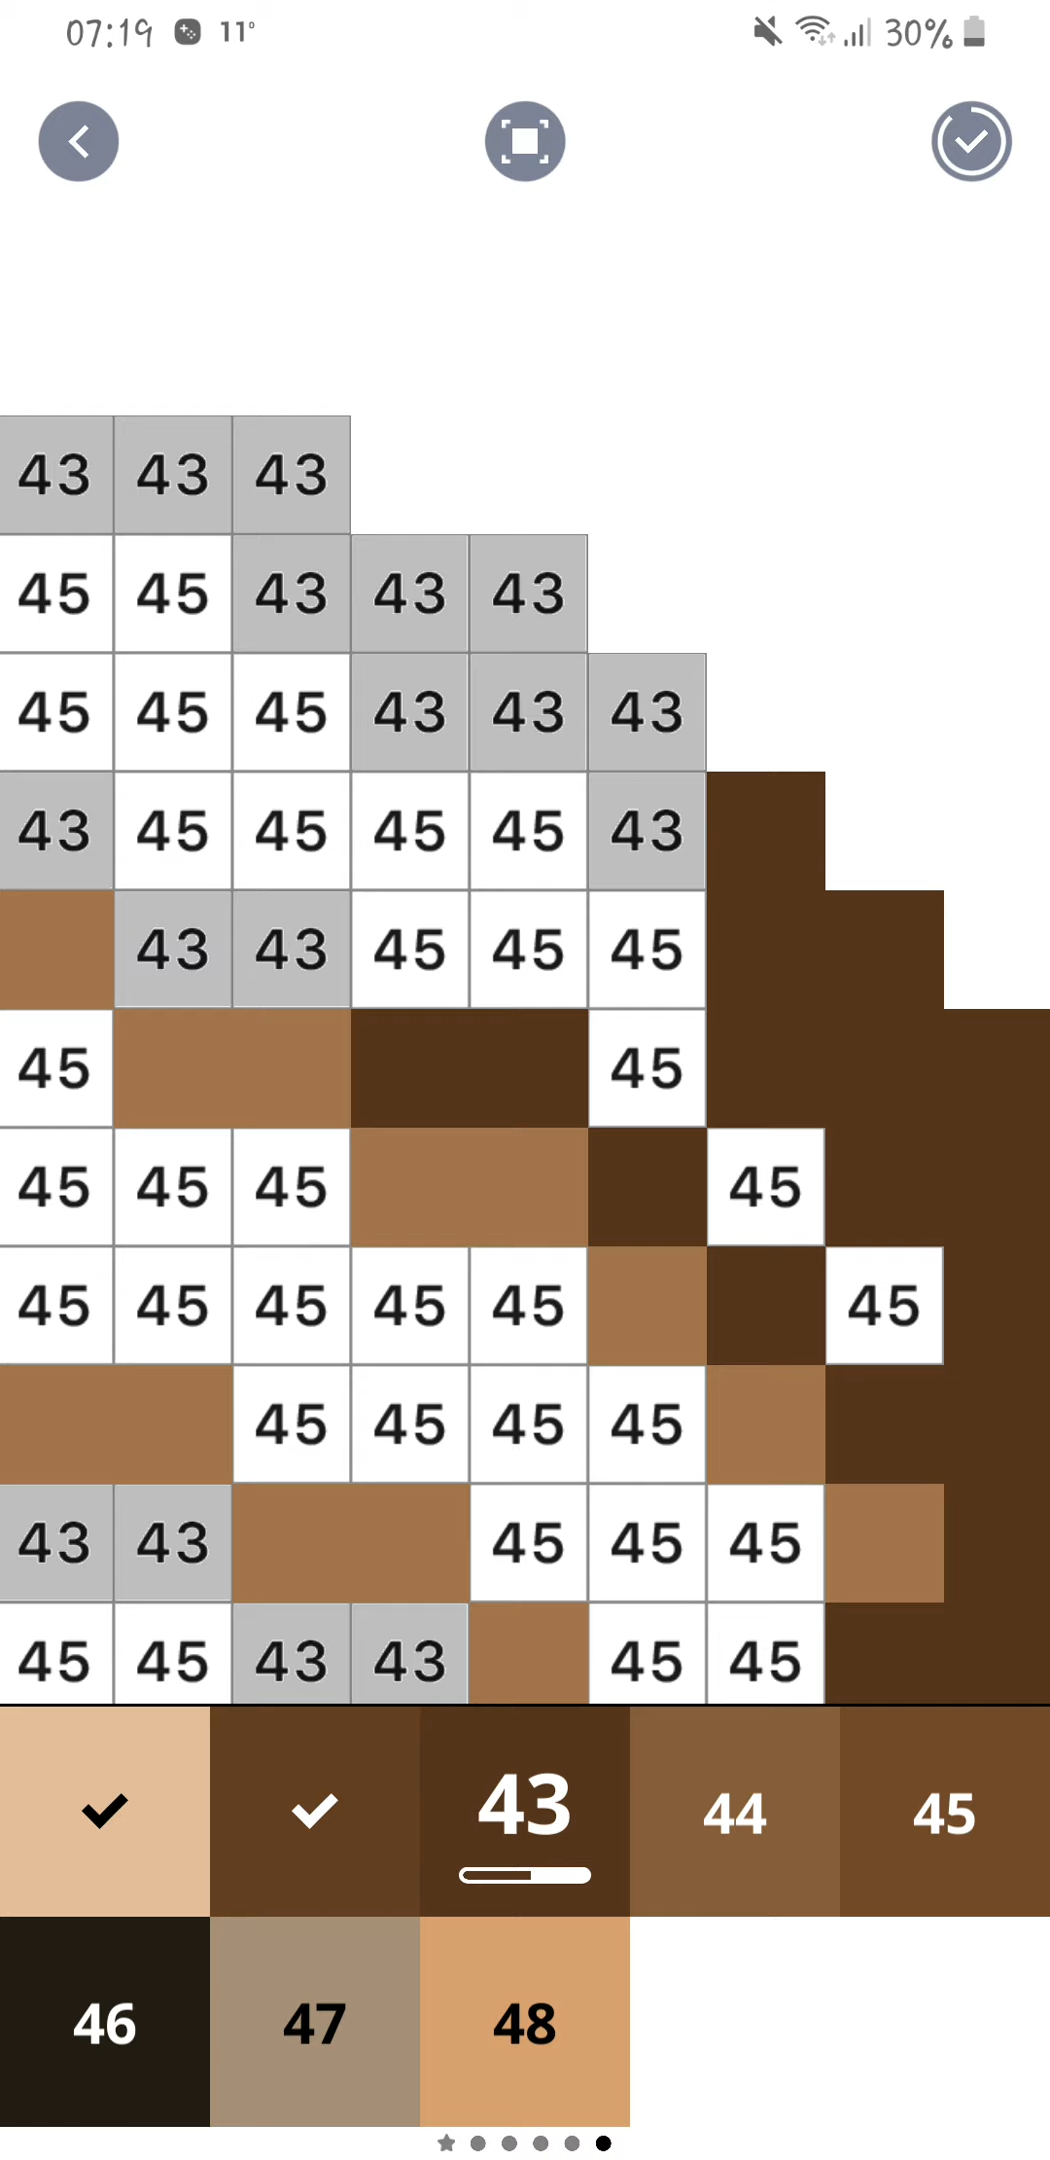 07:19 11° 30%
43 43 43
45 45 43 43 43
45 45 45 43 43 43
43 45 45 45 45 43
43 43 45 45 45
45 45
45 45 45 45
45 45 45 45 45 45
45 45 45 45
43 43 45 45 45
45 45 43 43 45 45
43 44 45
46 47 48